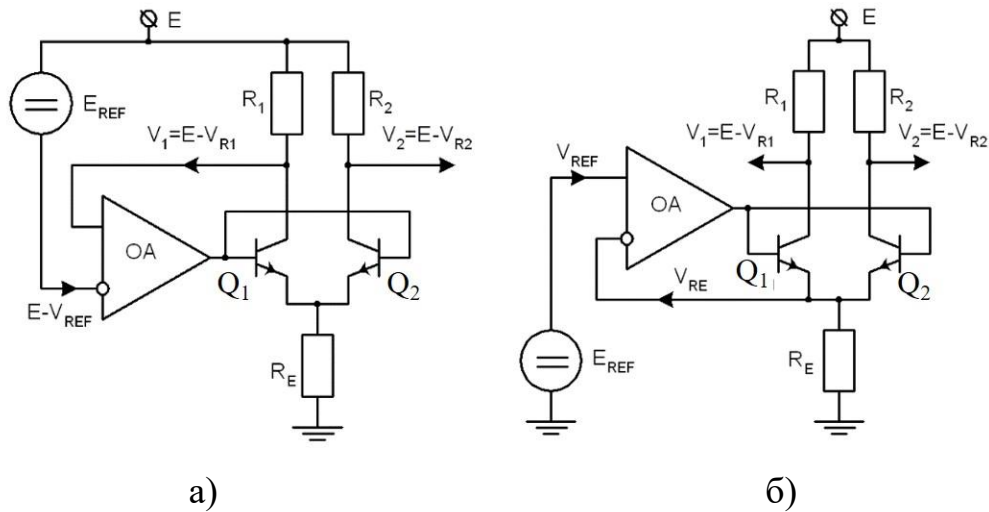 E
E_REF
R_1
R_2
V_1=E-V_R1
V_2=E-V_R2
OA
Q_1
Q_2
E-V_REF
R_E
а)
E
R_1
R_2
V_1=E-V_R1
V_2=E-V_R2
V_REF
OA
Q_1
Q_2
V_RE
E_REF
R_E
б)